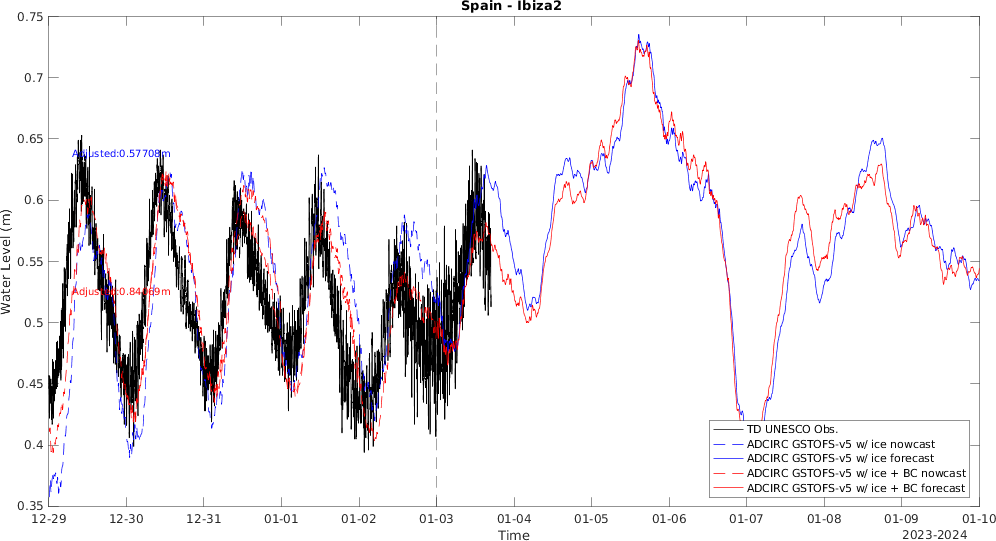 Spain - Ibiza2
0.75
0.7
0.65
0.6
0.55
0.5
0.45
0.4
0.35
Water Level (m)
Adjusted:0.57708m
Adjusted:0.84069m
TD UNESCO Obs.
ADCIRC GSTOFS-v5 w/ ice nowcast
ADCIRC GSTOFS-v5 w/ ice forecast
ADCIRC GSTOFS-v5 w/ ice + BC nowcast
ADCIRC GSTOFS-v5 w/ ice + BC forecast
12-29 12-30 12-31 01-01 01-02 01-03 01-04 01-05 01-06 01-07 01-08 01-09 01-10
Time
2023-2024